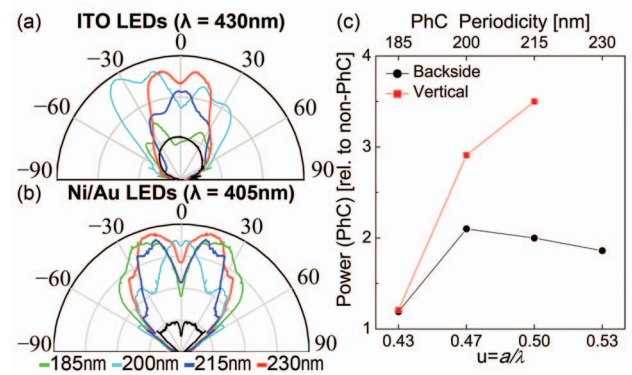 (a) ITO LEDs (λ = 430nm)
0
−30 30
−60 60
−90 90
(b) Ni/Au LEDs (λ = 405nm)
0
−30 30
−60 60
−90 90
185nm 200nm 215nm 230nm
(c) PhC Periodicity [nm]
185 200 215 230
Backside
Vertical
Power (PhC) [rel. to non-PhC]
4
3
2
1
0.43 0.47 0.50 0.53
u=a/λ